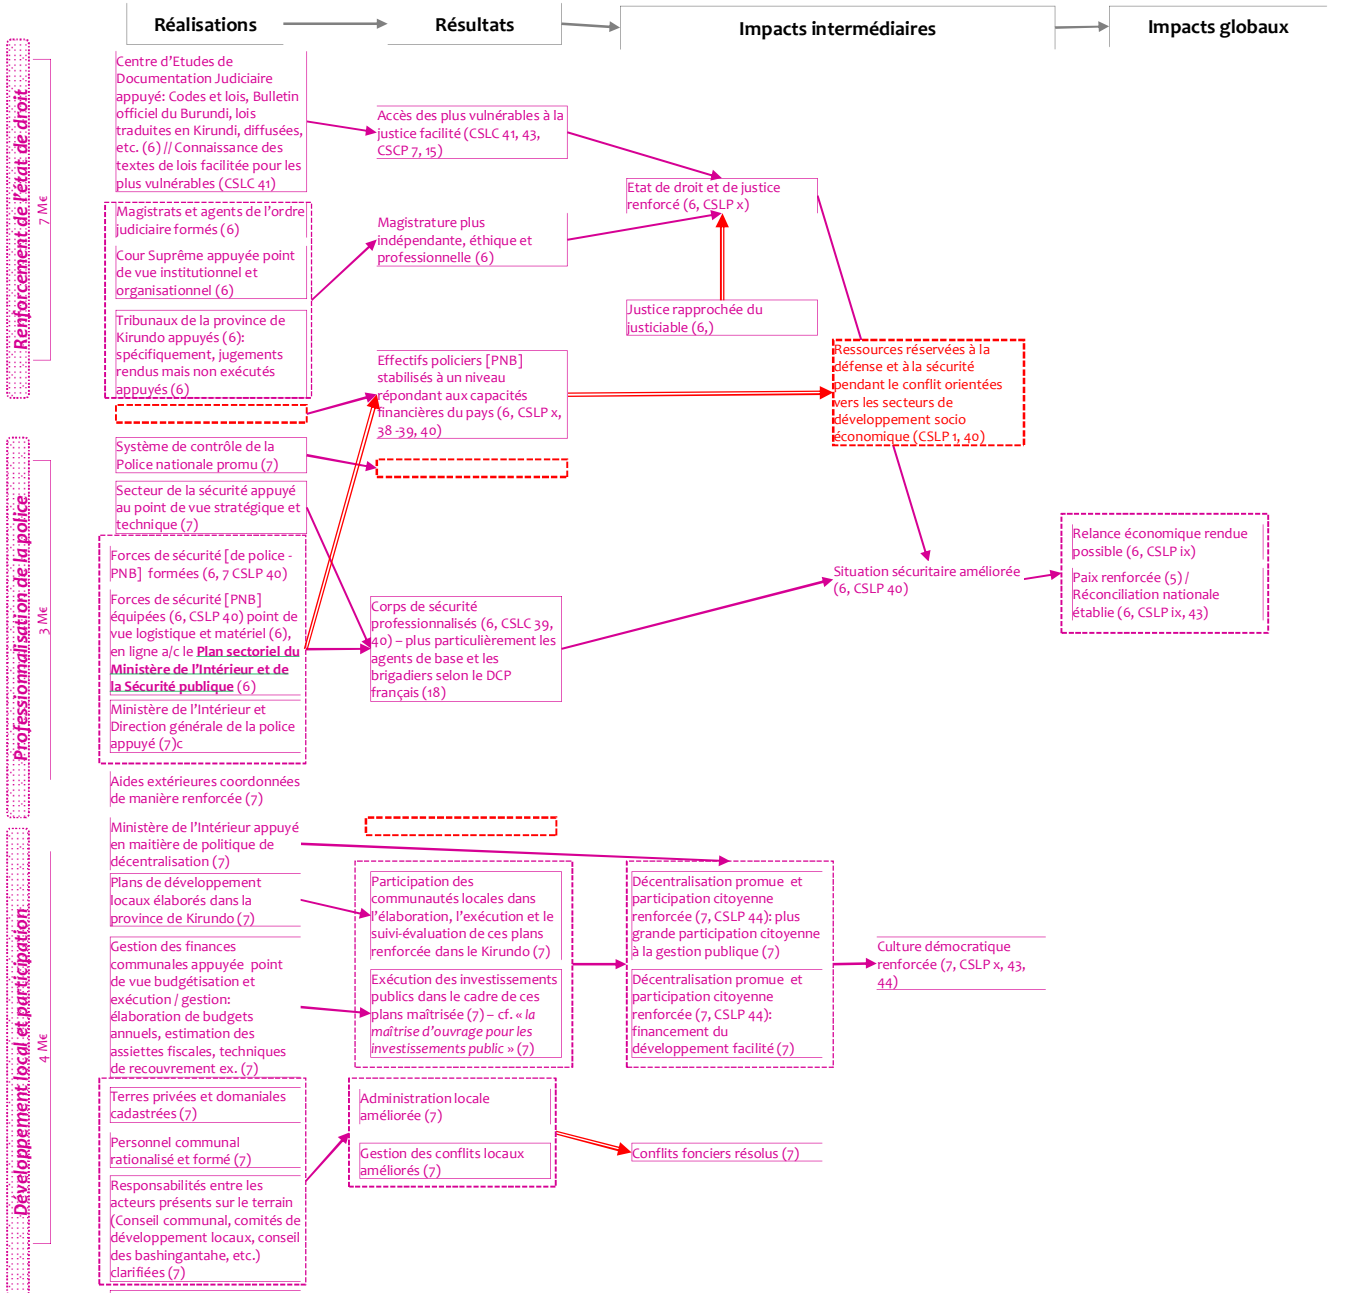 Réalisations
Résultats
Impacts intermédiaires
Impacts globaux
Renforcement de l'état de droit
7 M€
Centre d'Etudes de
Documentation Judiciaire
appuyé: Codes et lois, Bulletin
officiel du Burundi, lois
traduites en Kirundi, diffusées,
etc. (6) // Connaissance des
textes de lois facilitée pour les
plus vulnérables (CSLC 41)
Magistrats et agents de l'ordre
judiciaire formés (6)
Cour Suprême appuyée point
de vue institutionnel et
organisationnel (6)
Tribunaux de la province de
Kirundo appuyés (6):
spécifiquement, jugements
rendus mais non exécutés
appuyés (6)
Accès des plus vulnérables à la
justice facilité (CSLC 41, 43,
CSCP 7, 15)
Magistrature plus
indépendante, éthique et
professionnelle (6)
Effectifs policiers [PNB]
stabilisés à un niveau
répondant aux capacités
financières du pays (6, CSLP x,
38 -39, 40)
Etat de droit et de justice
renforcé (6, CSLP x)
Justice rapprochée du
justiciable (6,)
Ressources réservées à la
défense et à la sécurité
pendant le conflit orientées
vers les secteurs de
développement socio
économique (CSLP 1, 40)
Professionnalisation de la police
3 M€
Système de contrôle de la
Police nationale promu (7)
Secteur de la sécurité appuyé
au point de vue stratégique et
technique (7)
Forces de sécurité [de police -
PNB] formées (6, 7 CSLP 40)
Forces de sécurité [PNB]
équipées (6, CSLP 40) point de
vue logistique et matériel (6),
en ligne a/c le Plan sectoriel du
Ministère de l'Intérieur et de
la Sécurité publique (6)
Ministère de l'Intérieur et
Direction générale de la police
appuyé (7)c
Aides extérieures coordonnées
de manière renforcée (7)
Corps de sécurité
professionnalisés (6, CSLC 39,
40) – plus particulièrement les
agents de base et les
brigadiers selon le DCP
français (18)
Situation sécuritaire améliorée
(6, CSLP 40)
Relance économique rendue
possible (6, CSLP ix)
Paix renforcée (5) /
Réconciliation nationale
établie (6, CSLP ix, 43)
Développement local et participation
4 M€
Ministère de l'Intérieur appuyé
en maitière de politique de
décentralisation (7)
Plans de développement
locaux élaborés dans la
province de Kirundo (7)
Gestion des finances
communales appuyée point
de vue budgétisation et
exécution / gestion:
élaboration de budgets
annuels, estimation des
assiettes fiscales, techniques
de recouvrement ex. (7)
Terres privées et domaniales
cadastrées (7)
Personnel communal
rationalisé et formé (7)
Responsabilités entre les
acteurs présents sur le terrain
(Conseil communal, comités de
développement locaux, conseil
des bashingantahe, etc.)
clarifiées (7)
Participation des
communautés locales dans
l'élaboration, l'exécution et le
suivi-évaluation de ces plans
renforcée dans le Kirundo (7)
Exécution des investissements
publics dans le cadre de ces
plans maîtrisée (7) – cf. « la
maîtrise d'ouvrage pour les
investissements public » (7)
Administration locale
améliorée (7)
Gestion des conflits locaux
améliorés (7)
Décentralisation promue et
participation citoyenne
renforcée (7, CSLP 44): plus
grande participation citoyenne
à la gestion publique (7)
Décentralisation promue et
participation citoyenne
renforcée (7, CSLP 44):
financement du
développement facilité (7)
Conflits fonciers résolus (7)
Culture démocratique
renforcée (7, CSLP x, 43,
44)